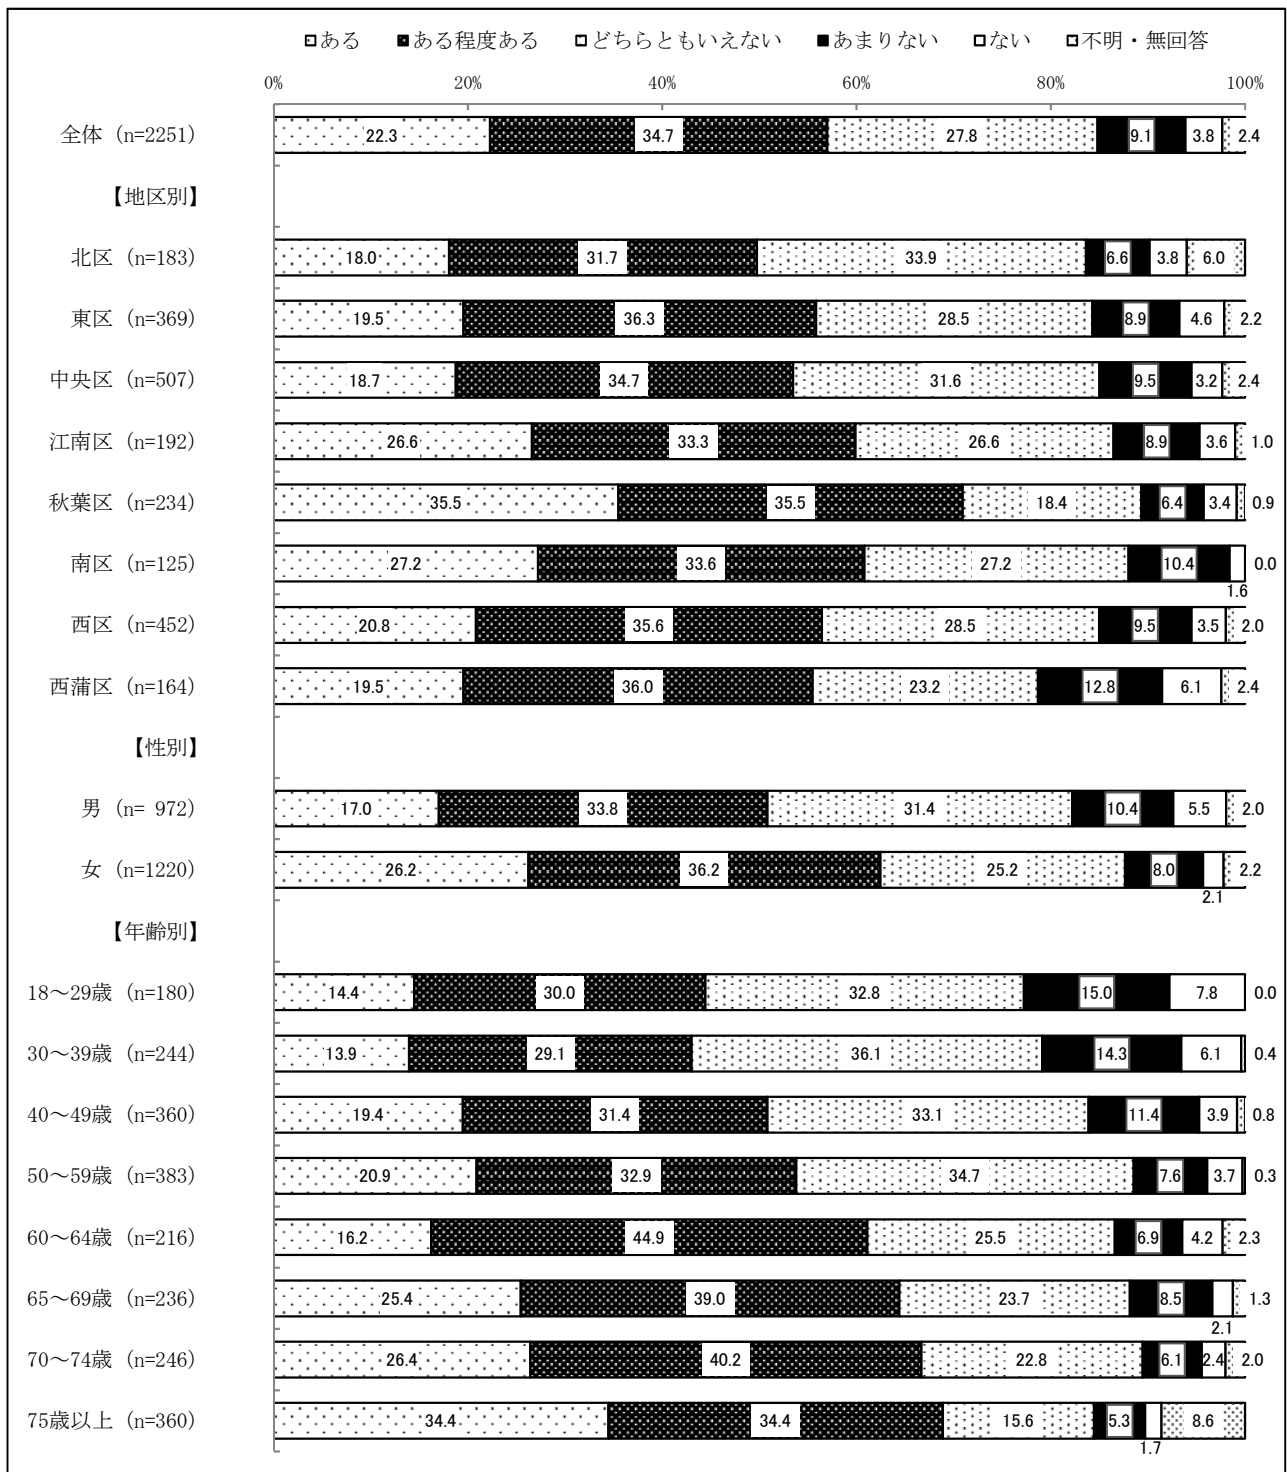 ある ある程度ある どちらともいえない あまりない ない 不明・無回答
0% 20% 40% 60% 80% 100%
全体 (n=2251) 22.3 34.7 27.8 9.1 3.8 2.4
【地区別】
北区 (n=183) 18.0 31.7 33.9 6.6 3.8 6.0
東区 (n=369) 19.5 36.3 28.5 8.9 4.6 2.2
中央区 (n=507) 18.7 34.7 31.6 9.5 3.2 2.4
江南区 (n=192) 26.6 33.3 26.6 8.9 3.6 1.0
秋葉区 (n=234) 35.5 35.5 18.4 6.4 3.4 0.9
南区 (n=125) 27.2 33.6 27.2 10.4 0.0
1.6
西区 (n=452) 20.8 35.6 28.5 9.5 3.5 2.0
西蒲区 (n=164) 19.5 36.0 23.2 12.8 6.1 2.4
【性別】
男 (n= 972) 17.0 33.8 31.4 10.4 5.5 2.0
女 (n=1220) 26.2 36.2 25.2 8.0 2.2
2.1
【年齢別】
18～29歳 (n=180) 14.4 30.0 32.8 15.0 7.8 0.0
30～39歳 (n=244) 13.9 29.1 36.1 14.3 6.1 0.4
40～49歳 (n=360) 19.4 31.4 33.1 11.4 3.9 0.8
50～59歳 (n=383) 20.9 32.9 34.7 7.6 3.7 0.3
60～64歳 (n=216) 16.2 44.9 25.5 6.9 4.2 2.3
65～69歳 (n=236) 25.4 39.0 23.7 8.5 1.3
2.1
70～74歳 (n=246) 26.4 40.2 22.8 6.1 2.4 2.0
75歳以上 (n=360) 34.4 34.4 15.6 5.3 8.6
1.7